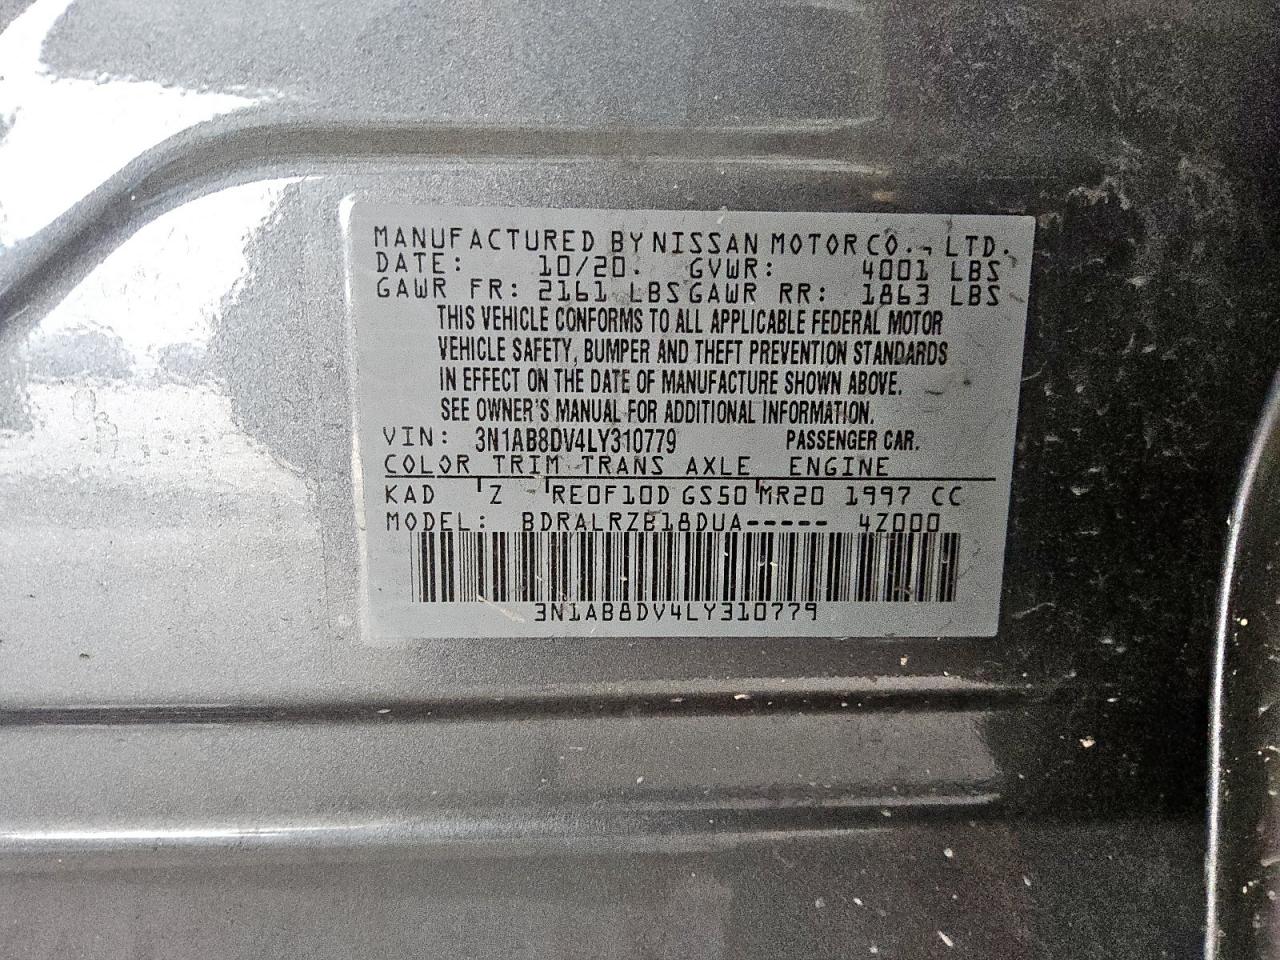 MANUFACTURED BY NISSAN MOTOR CO., LTD.
DATE: 10/20 GVWR: 4001 LBS
GAWR FR: 2161 LBS GAWR RR: 1863 LBS
THIS VEHICLE CONFORMS TO ALL APPLICABLE FEDERAL MOTOR
VEHICLE SAFETY, BUMPER AND THEFT PREVENTION STANDARDS
IN EFFECT ON THE DATE OF MANUFACTURE SHOWN ABOVE.
SEE OWNER'S MANUAL FOR ADDITIONAL INFORMATION.
VIN: 3N1AB8DV4LY310779 PASSENGER CAR.
COLOR TRIM TRANS AXLE ENGINE
KAD Z RE0F10D GS50 MR20 1997 CC
MODEL: BDRALRZB18DUA----- 4Z000
3N1AB8DV4LY310779